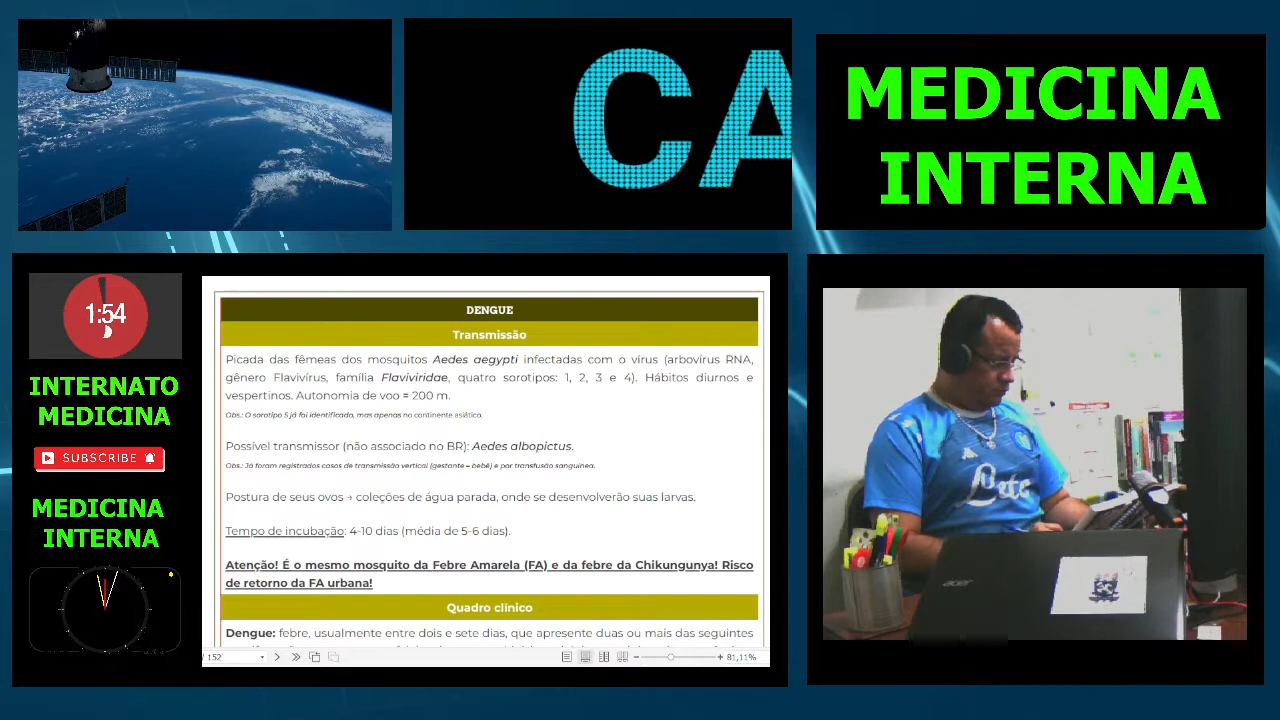 CA
MEDICINA
INTERNA
1:54
INTERNATO
MEDICINA
SUBSCRIBE
MEDICINA
INTERNA
DENGUE
Transmissão
Picada das fêmeas dos mosquitos Aedes aegypti infectadas com o vírus (arbovírus RNA,
gênero Flavivírus, família Flaviviridae, quatro sorotipos: 1, 2, 3 e 4). Hábitos diurnos e
vespertinos. Autonomia de voo = 200 m.
Obs.: O sorotipo 5 já foi identificado, mas apenas no continente asiático.
Possível transmissor (não associado no BR): Aedes albopictus.
Obs.: Já foram registrados casos de transmissão vertical (gestante – bebê) e por transfusão sanguínea.
Postura de seus ovos → coleções de água parada, onde se desenvolverão suas larvas.
Tempo de incubação: 4-10 dias (média de 5-6 dias).
Atenção! É o mesmo mosquito da Febre Amarela (FA) e da febre da Chikungunya! Risco
de retorno da FA urbana!
Quadro clínico
Dengue: febre, usualmente entre dois e sete dias, que apresente duas ou mais das seguintes
/ 152
81,11%
Lete
acer